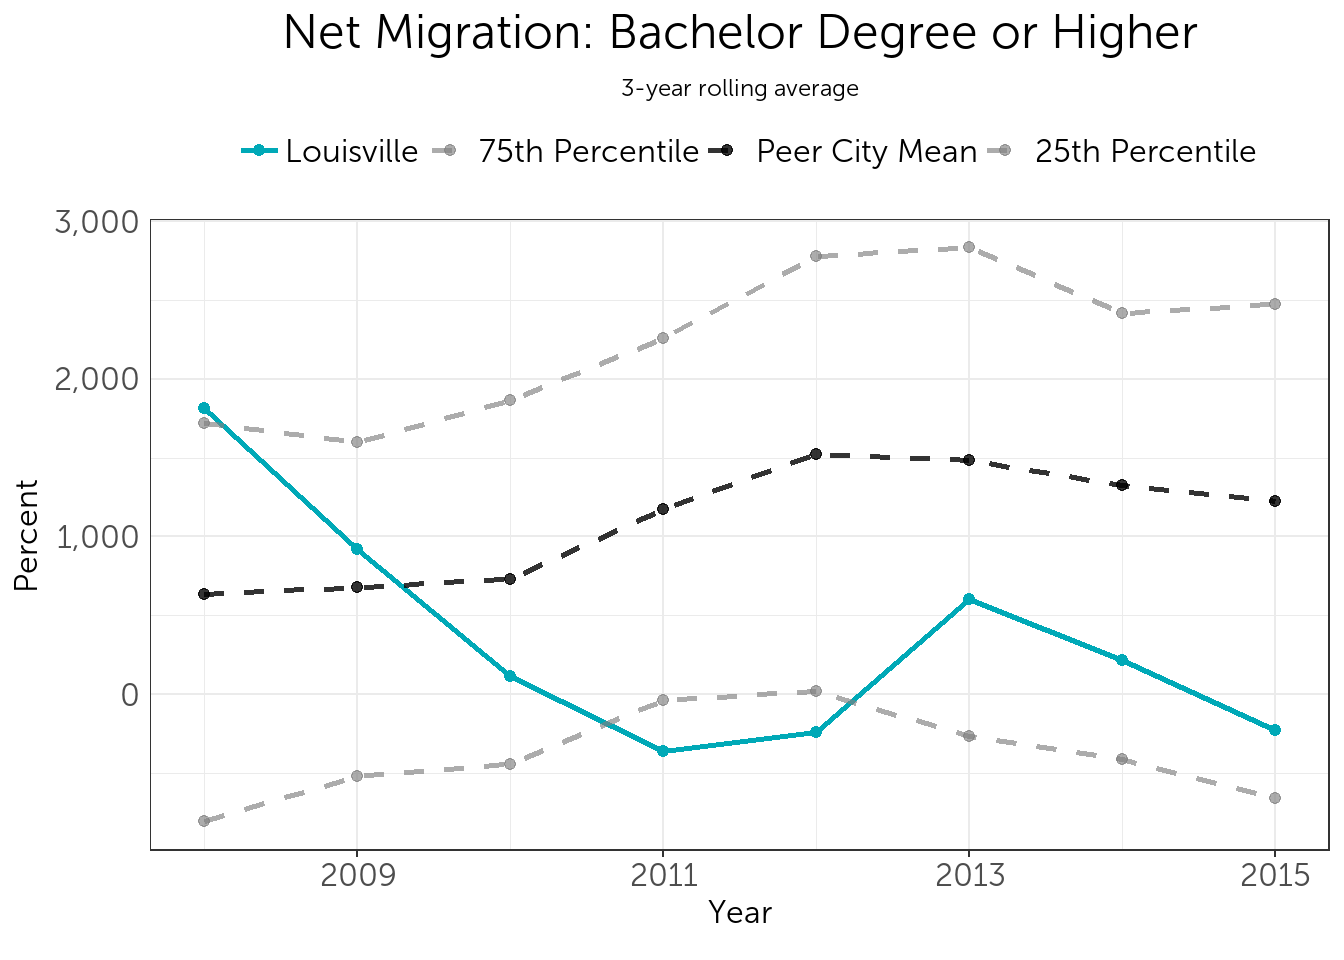 Net Migration: Bachelor Degree or Higher
3-year rolling average
Louisville 75th Percentile Peer City Mean 25th Percentile
3,000
2,000
1,000
0
Percent
2009 2011 2013 2015
Year